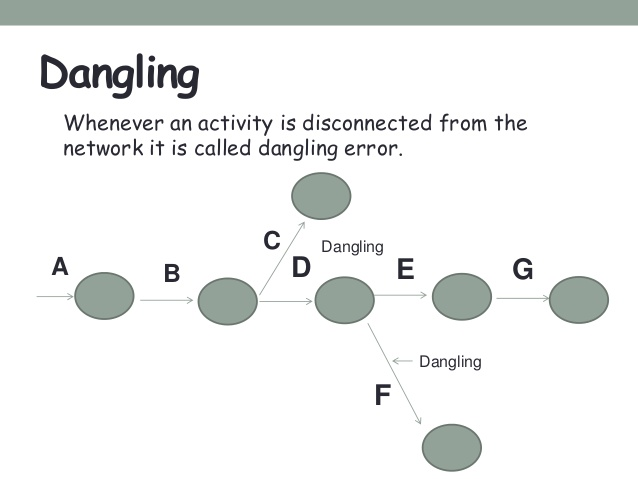 Dangling
Whenever an activity is disconnected from the
network it is called dangling error.
C
Dangling
A
B
D
E
G
Dangling
F